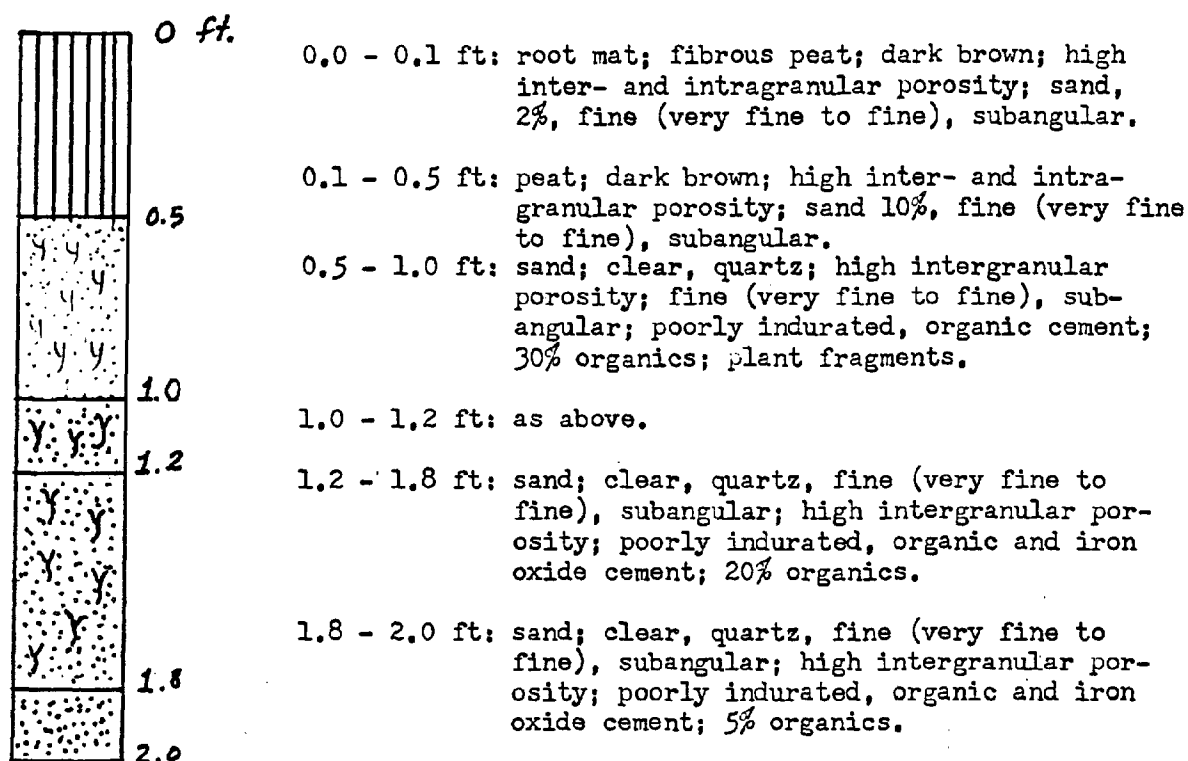 0 ft.
0.0 - 0.1 ft: root mat; fibrous peat; dark brown; high
inter- and intragranular porosity; sand,
2%, fine (very fine to fine), subangular.
0.1 - 0.5 ft: peat; dark brown; high inter- and intra-
granular porosity; sand 10%, fine (very fine
to fine), subangular.
0.5
0.5 - 1.0 ft: sand; clear, quartz; high intergranular
porosity; fine (very fine to fine), sub-
angular; poorly indurated, organic cement;
30% organics; plant fragments.
1.0
1.0 - 1.2 ft: as above.
1.2
1.2 - 1.8 ft: sand; clear, quartz, fine (very fine to
fine), subangular; high intergranular por-
osity; poorly indurated, organic and iron
oxide cement; 20% organics.
1.8 - 2.0 ft: sand; clear, quartz, fine (very fine to
fine), subangular; high intergranular por-
osity; poorly indurated, organic and iron
oxide cement; 5% organics.
1.8
2.0